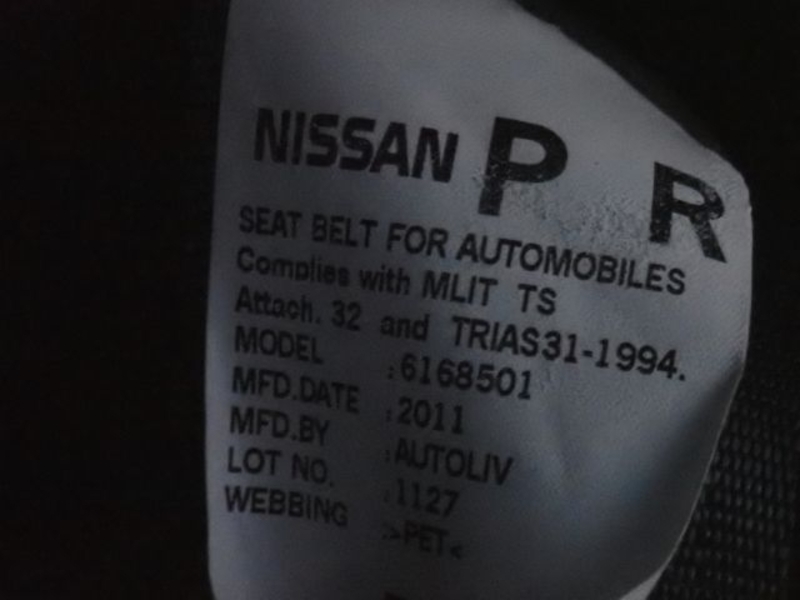 NISSAN P R
SEAT BELT FOR AUTOMOBILES
Complies with MLIT TS
Attach. 32 and TRIAS31-1994.
MODEL :6168501
MFD.DATE :2011
MFD.BY :AUTOLIV
LOT NO. :1127
WEBBING :>PET<